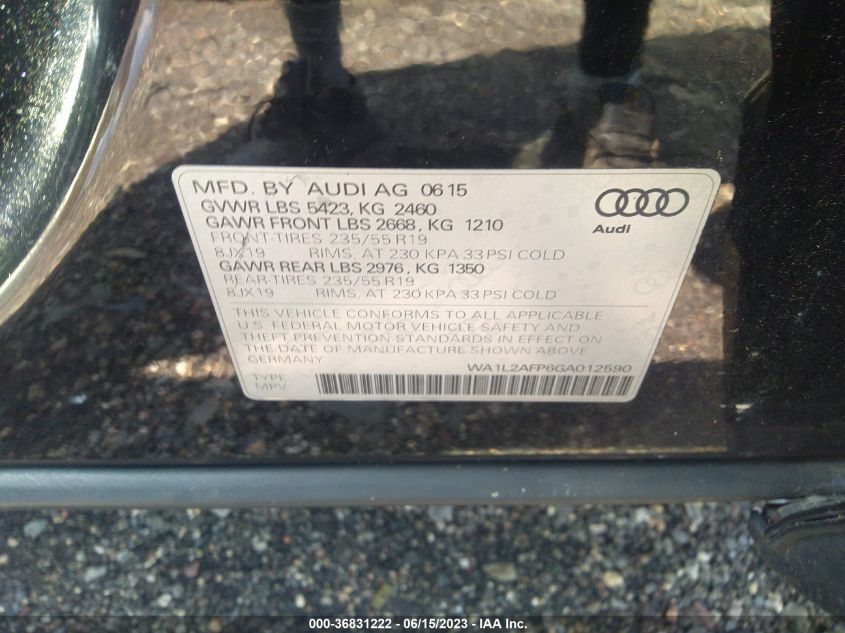 MFD. BY AUDI AG 06 15
GVWR LBS 5423, KG 2460
GAWR FRONT LBS 2668, KG 1210
FRONT-TIRES 235/55 R19
8JX19 RIMS, AT 230 KPA 33 PSI COLD
GAWR REAR LBS 2976, KG 1350
REAR-TIRES 235/55 R19
8JX19 RIMS, AT 230 KPA 33 PSI COLD
Audi
THIS VEHICLE CONFORMS TO ALL APPLICABLE
U.S. FEDERAL MOTOR VEHICLE SAFETY AND
THEFT PREVENTION STANDARDS IN EFFECT ON
THE DATE OF MANUFACTURE SHOWN ABOVE
GERMANY WA1L2AFP6GA012590
TYPE
MPV
000-36831222 - 06/15/2023 - IAA Inc.